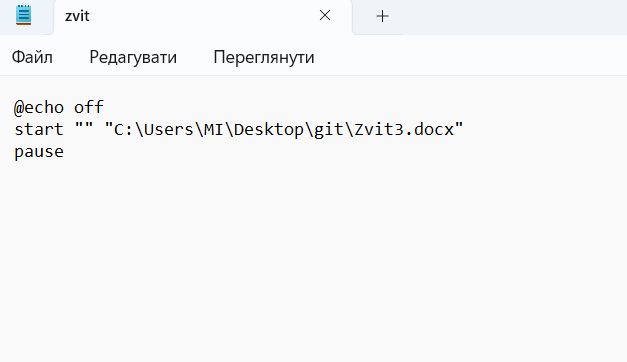 zvit
Файл Редагувати Переглянути
@echo off
start "" "C:\Users\MI\Desktop\git\Zvit3.docx"
pause